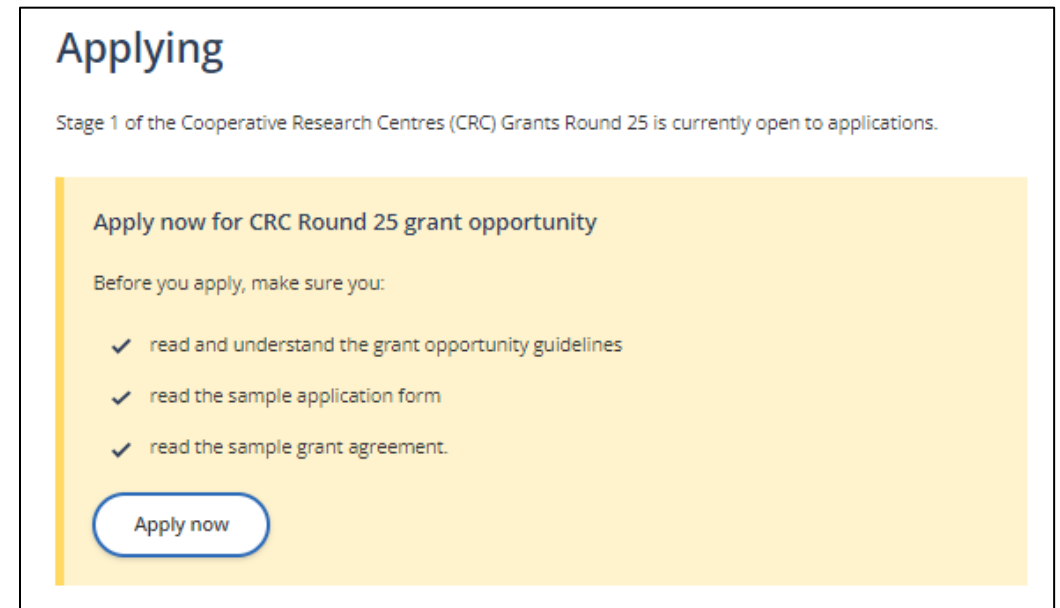 Applying
Stage 1 of the Cooperative Research Centres (CRC) Grants Round 25 is currently open to applications.
Apply now for CRC Round 25 grant opportunity
Before you apply, make sure you:
read and understand the grant opportunity guidelines
read the sample application form
read the sample grant agreement.
Apply now